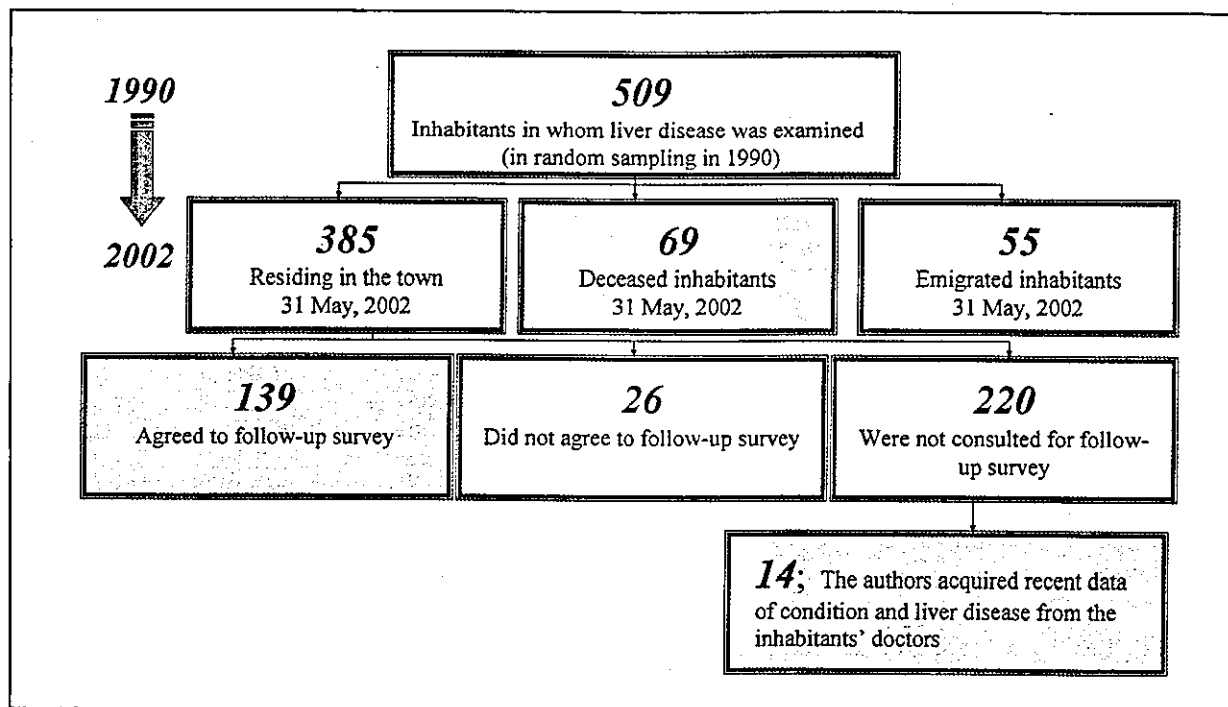 1990
2002
509
Inhabitants in whom liver disease was examined
(in random sampling in 1990)
385
Residing in the town
31 May, 2002
69
Deceased inhabitants
31 May, 2002
55
Emigrated inhabitants
31 May, 2002
139
Agreed to follow-up survey
26
Did not agree to follow-up survey
220
Were not consulted for follow-
up survey
14; The authors acquired recent data
of condition and liver disease from the
inhabitants’ doctors